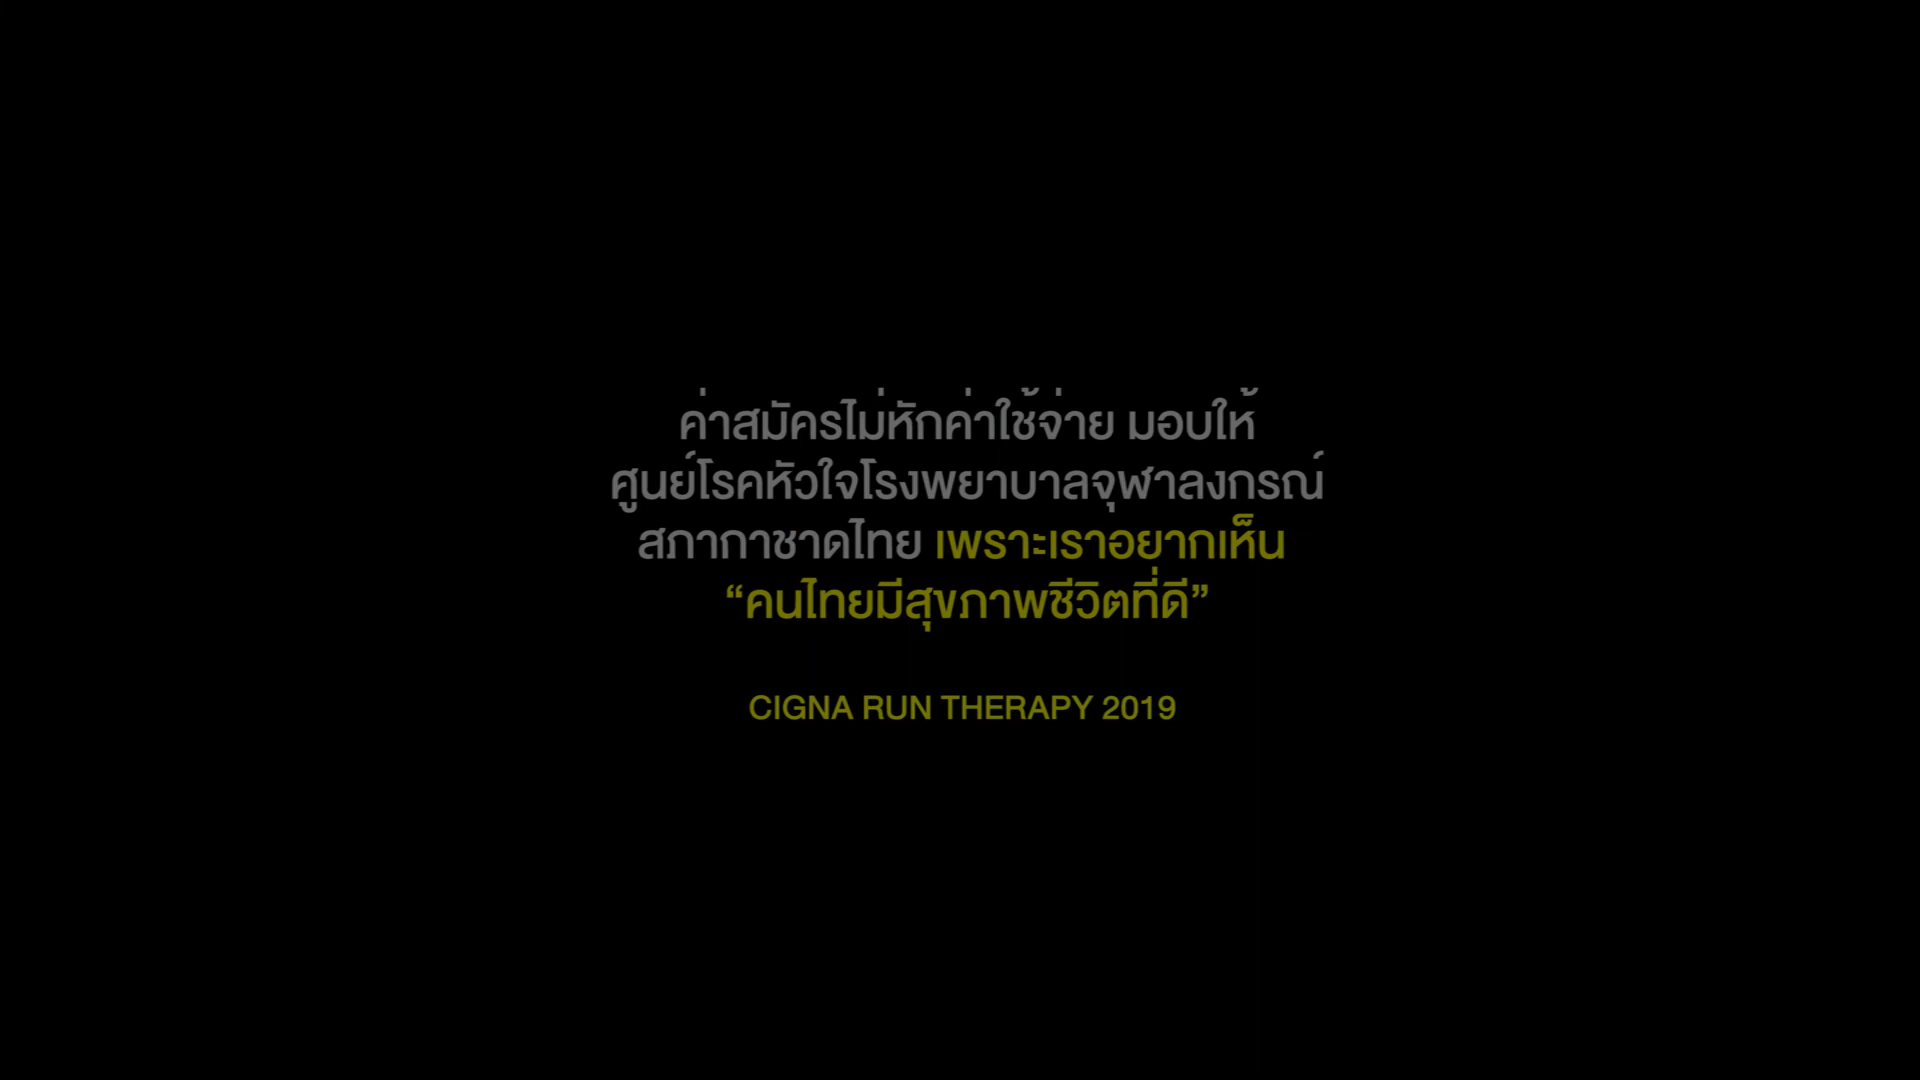 ค่าสมัครไม่หักค่าใช้จ่าย มอบให้
ศูนย์โรคหัวใจโรงพยาบาลจุฬาลงกรณ์
สภากาชาดไทย เพราะเราอยากเห็น
“คนไทยมีสุขภาพชีวิตที่ดี”
CIGNA RUN THERAPY 2019